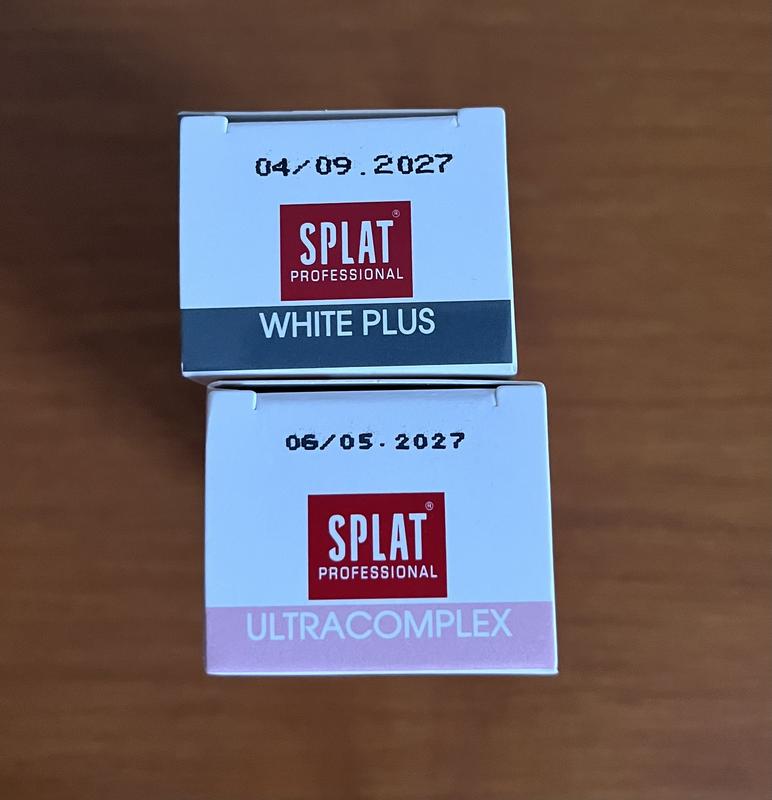 04/09.2027
SPLAT®
PROFESSIONAL
WHITE PLUS
06/05.2027
SPLAT®
PROFESSIONAL
ULTRACOMPLEX